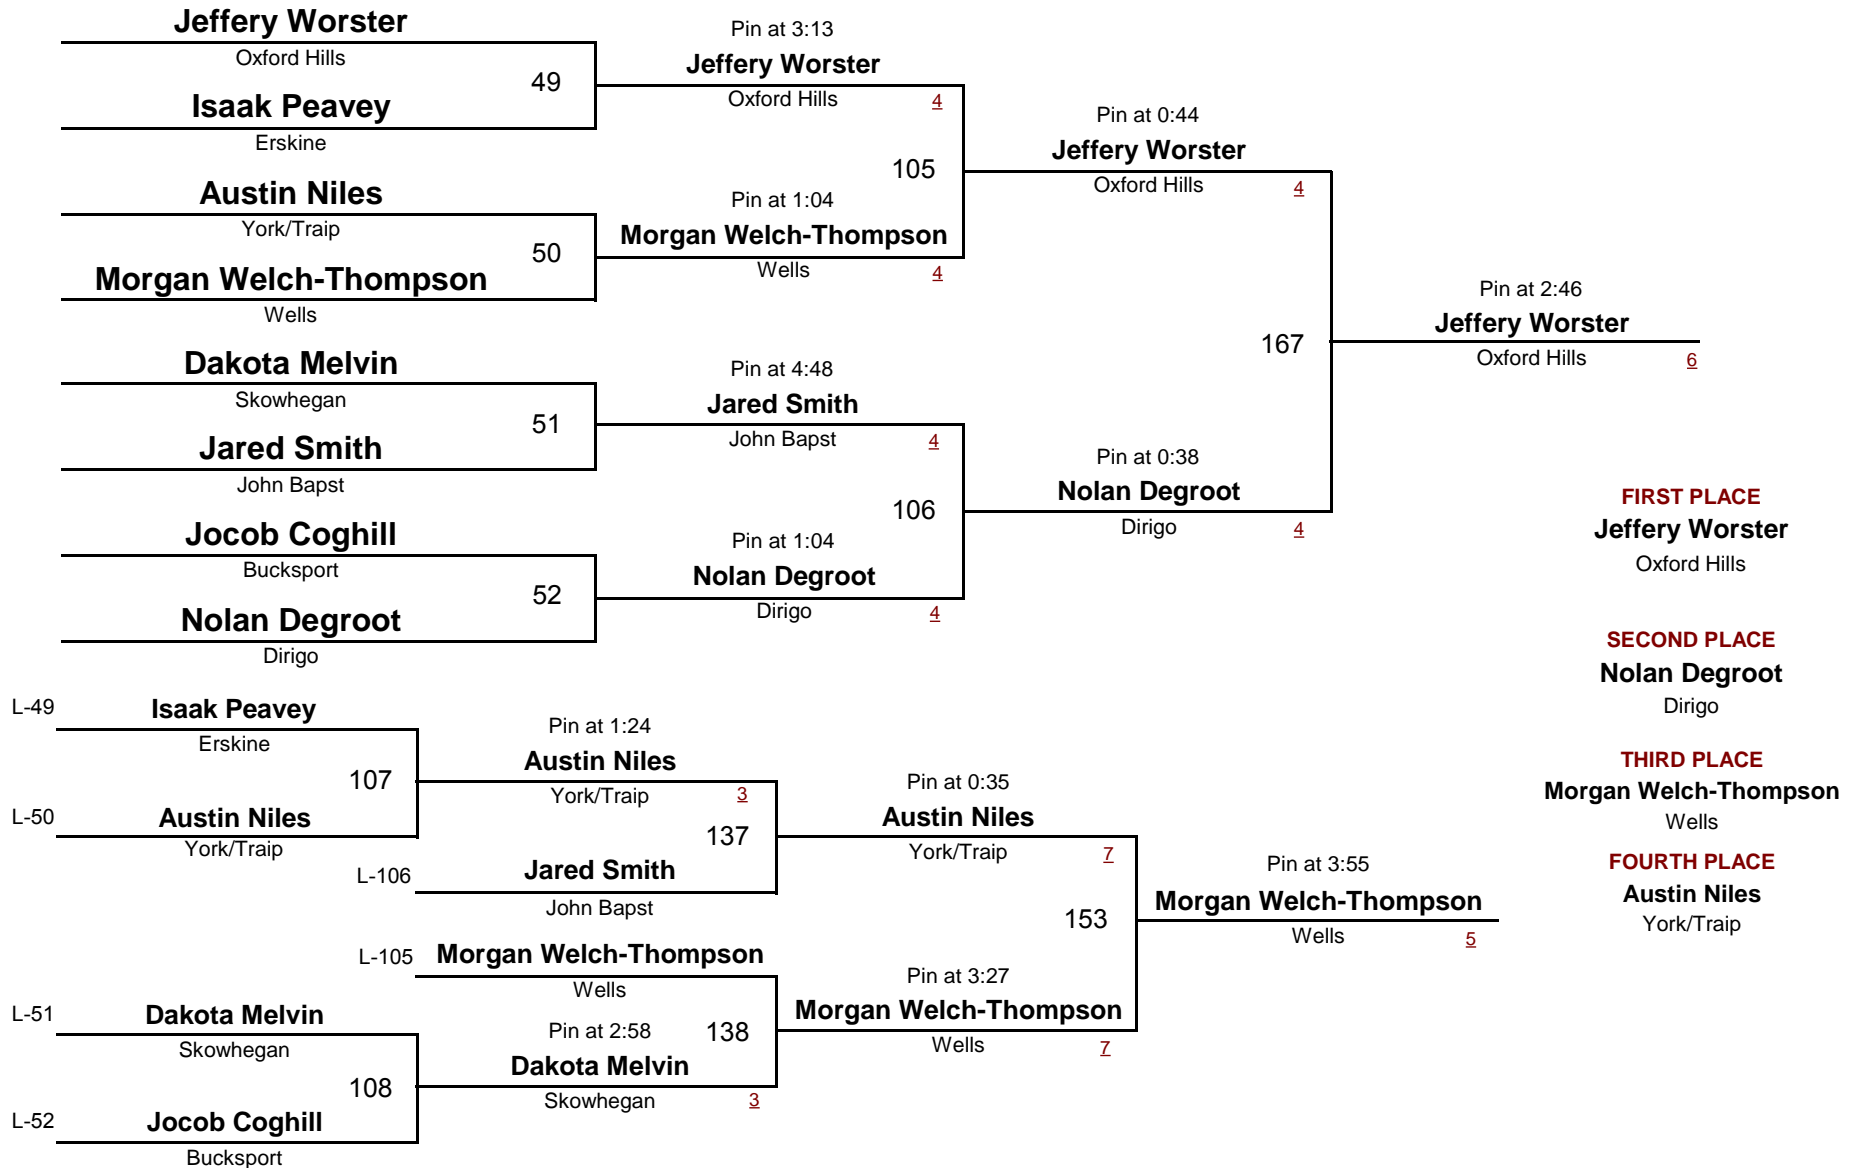 Jeffery Worster
Oxford Hills
49
Isaak Peavey
Erskine
Austin Niles
York/Traip
50
Morgan Welch-Thompson
Wells
Dakota Melvin
Skowhegan
51
Jared Smith
John Bapst
Jocob Coghill
Bucksport
52
Nolan Degroot
Dirigo
Pin at 3:13
Jeffery Worster
Oxford Hills
4
105
Pin at 1:04
Morgan Welch-Thompson
Wells
4
Pin at 4:48
Jared Smith
John Bapst
4
106
Pin at 1:04
Nolan Degroot
Dirigo
4
Pin at 0:44
Jeffery Worster
Oxford Hills
4
167
Pin at 0:38
Nolan Degroot
Dirigo
4
Pin at 2:46
Jeffery Worster
Oxford Hills
6
FIRST PLACE
Jeffery Worster
Oxford Hills
SECOND PLACE
Nolan Degroot
Dirigo
THIRD PLACE
Morgan Welch-Thompson
Wells
FOURTH PLACE
Austin Niles
York/Traip
L-49
Isaak Peavey
Erskine
107
L-50
Austin Niles
York/Traip
Pin at 1:24
Austin Niles
York/Traip
3
137
L-106
Jared Smith
John Bapst
L-105
Morgan Welch-Thompson
Wells
138
Pin at 2:58
Dakota Melvin
Skowhegan
3
L-51
Dakota Melvin
Skowhegan
108
L-52
Jocob Coghill
Bucksport
Pin at 0:35
Austin Niles
York/Traip
7
153
Pin at 3:27
Morgan Welch-Thompson
Wells
7
Pin at 3:55
Morgan Welch-Thompson
Wells
5